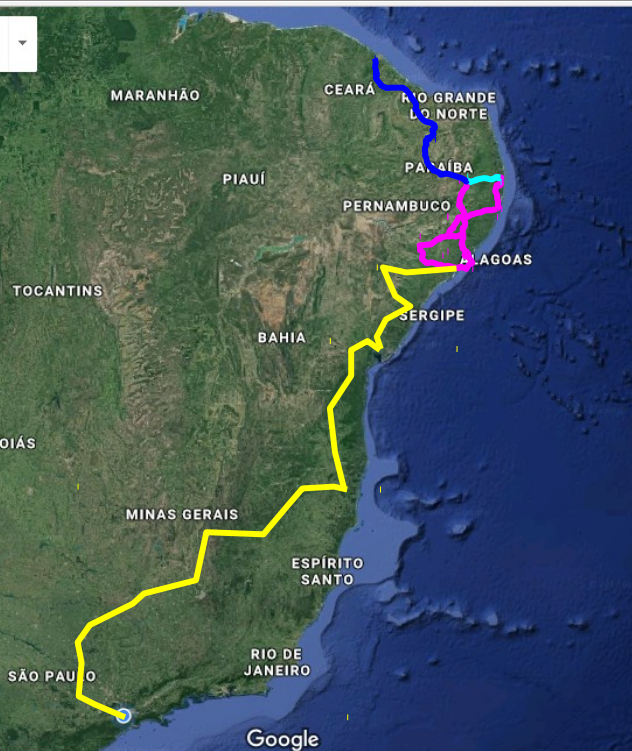 MARANHÃO
CEARÁ
RIO GRANDE
DO NORTE
PARAÍBA
PIAUÍ
PERNAMBUCO
ALAGOAS
TOCANTINS
SERGIPE
BAHIA
OIÁS
MINAS GERAIS
ESPÍRITO
SANTO
RIO DE
JANEIRO
SÃO PAULO
Google